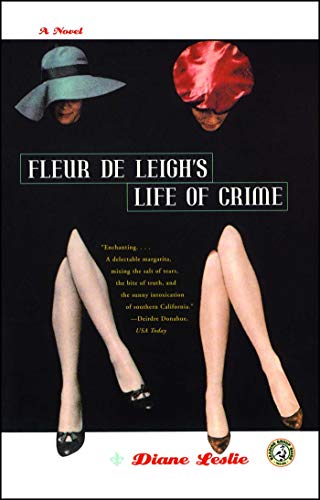 A Novel
FLEUR DE LEIGH'S
LIFE OF CRIME
"Enchanting. . . .
A delectable margarita,
mixing the salt of tears,
the bite of truth, and
the sunny intoxication
of southern California."
—Deirdre Donahue,
USA Today
Diane Leslie